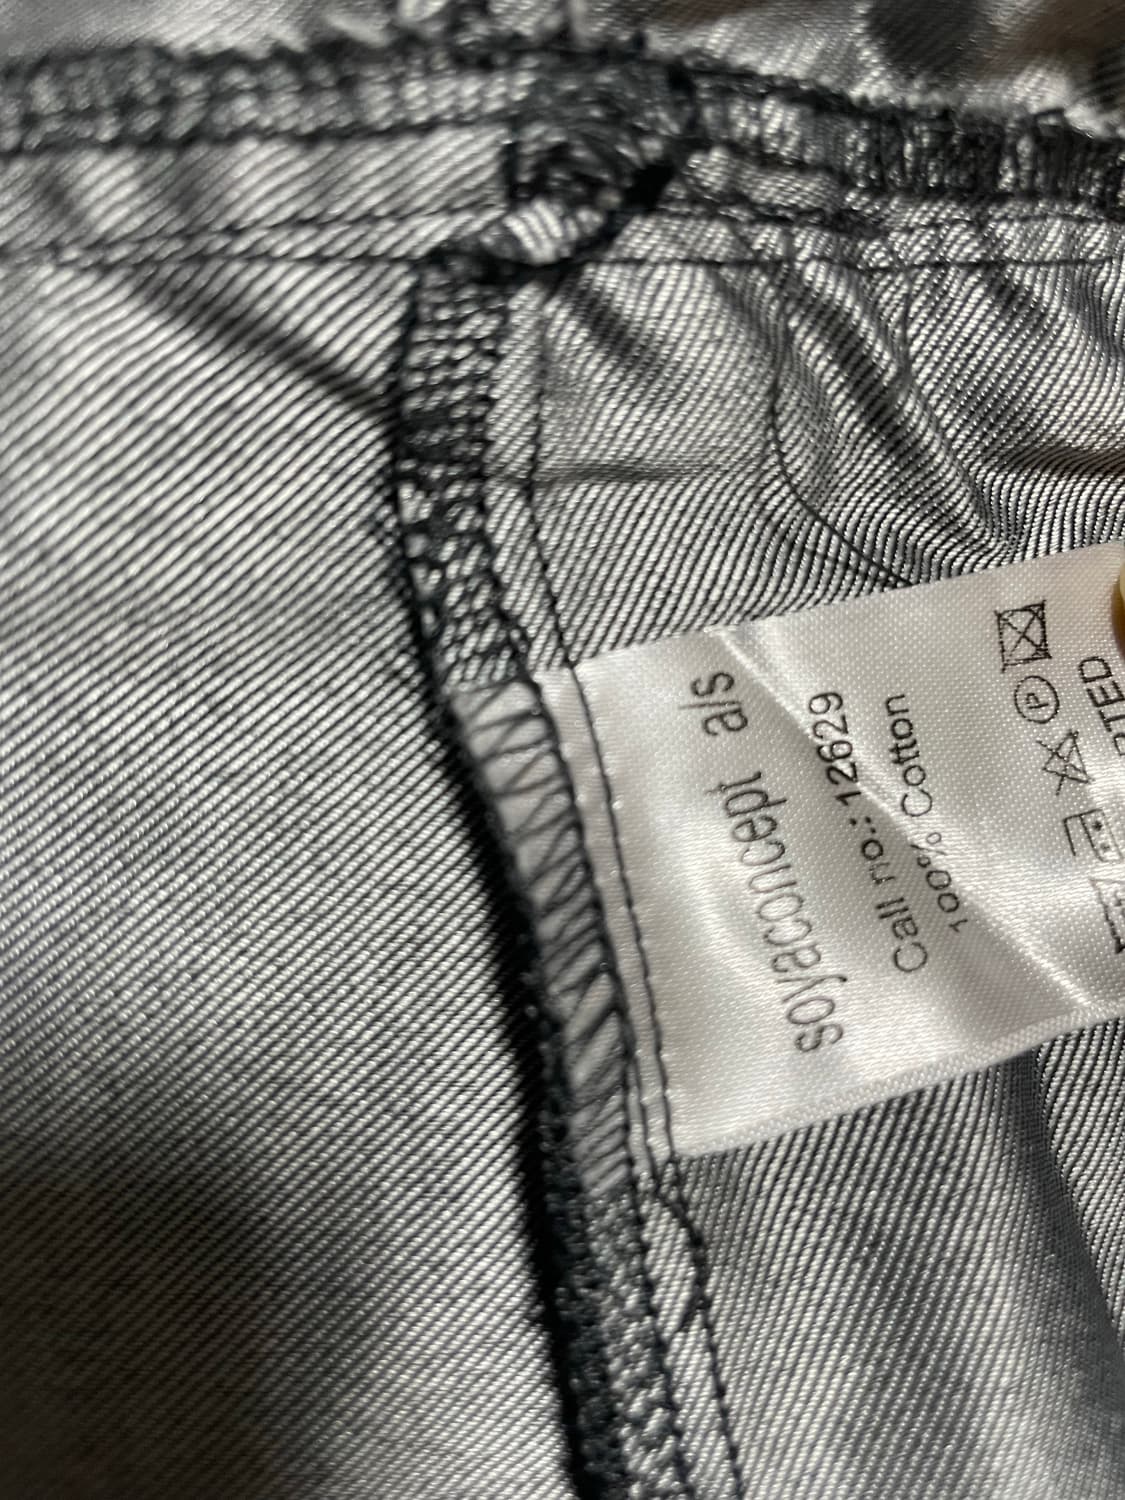 soyaconcept a/s
Call no.: 12629
100% Cotton
P